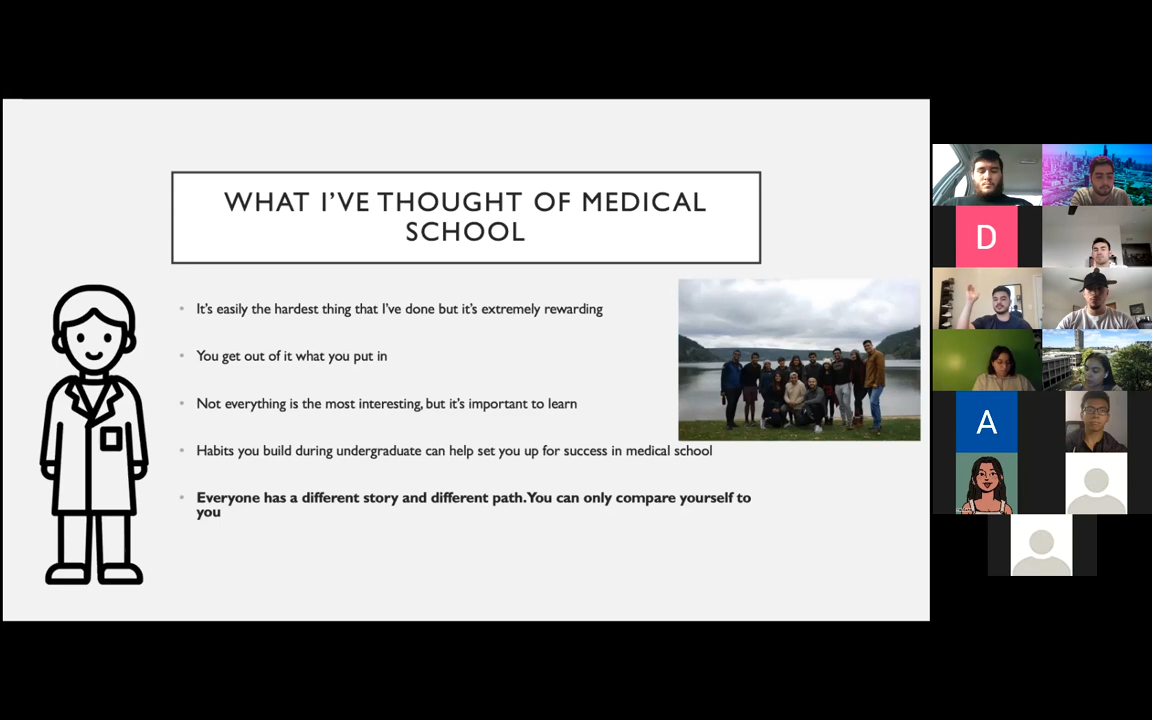 WHAT I'VE THOUGHT OF MEDICAL
SCHOOL
It's easily the hardest thing that I've done but it's extremely rewarding
You get out of it what you put in
Not everything is the most interesting, but it's important to learn
Habits you build during undergraduate can help set you up for success in medical school
Everyone has a different story and different path. You can only compare yourself to
you
D
A